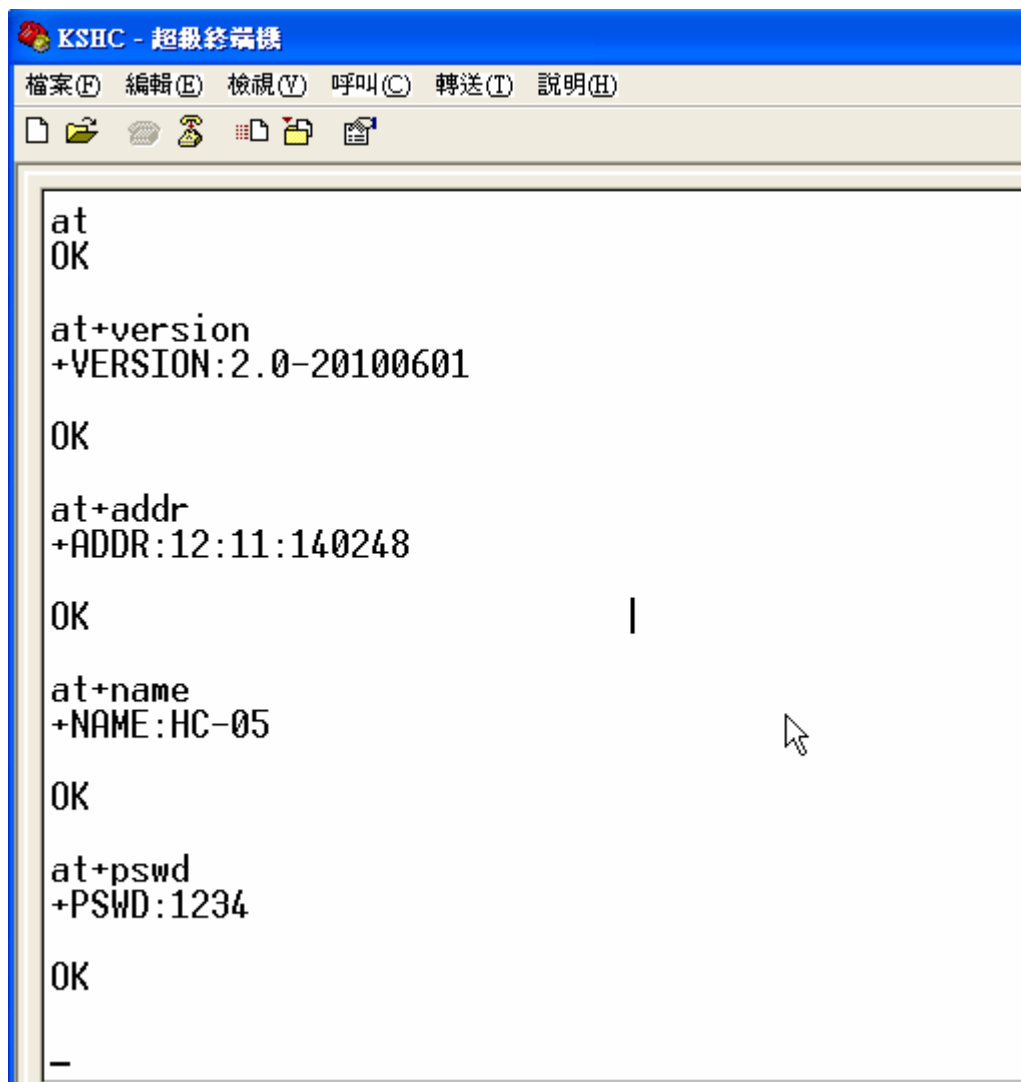 KSHC - 超級終端機
檔案(F) 編輯(E) 檢視(V) 呼叫(C) 轉送(T) 說明(H)
at
OK
at+version
+VERSION:2.0-20100601
OK
at+addr
+ADDR:12:11:140248
OK
at+name
+NAME:HC-05
OK
at+pswd
+PSWD:1234
OK
_